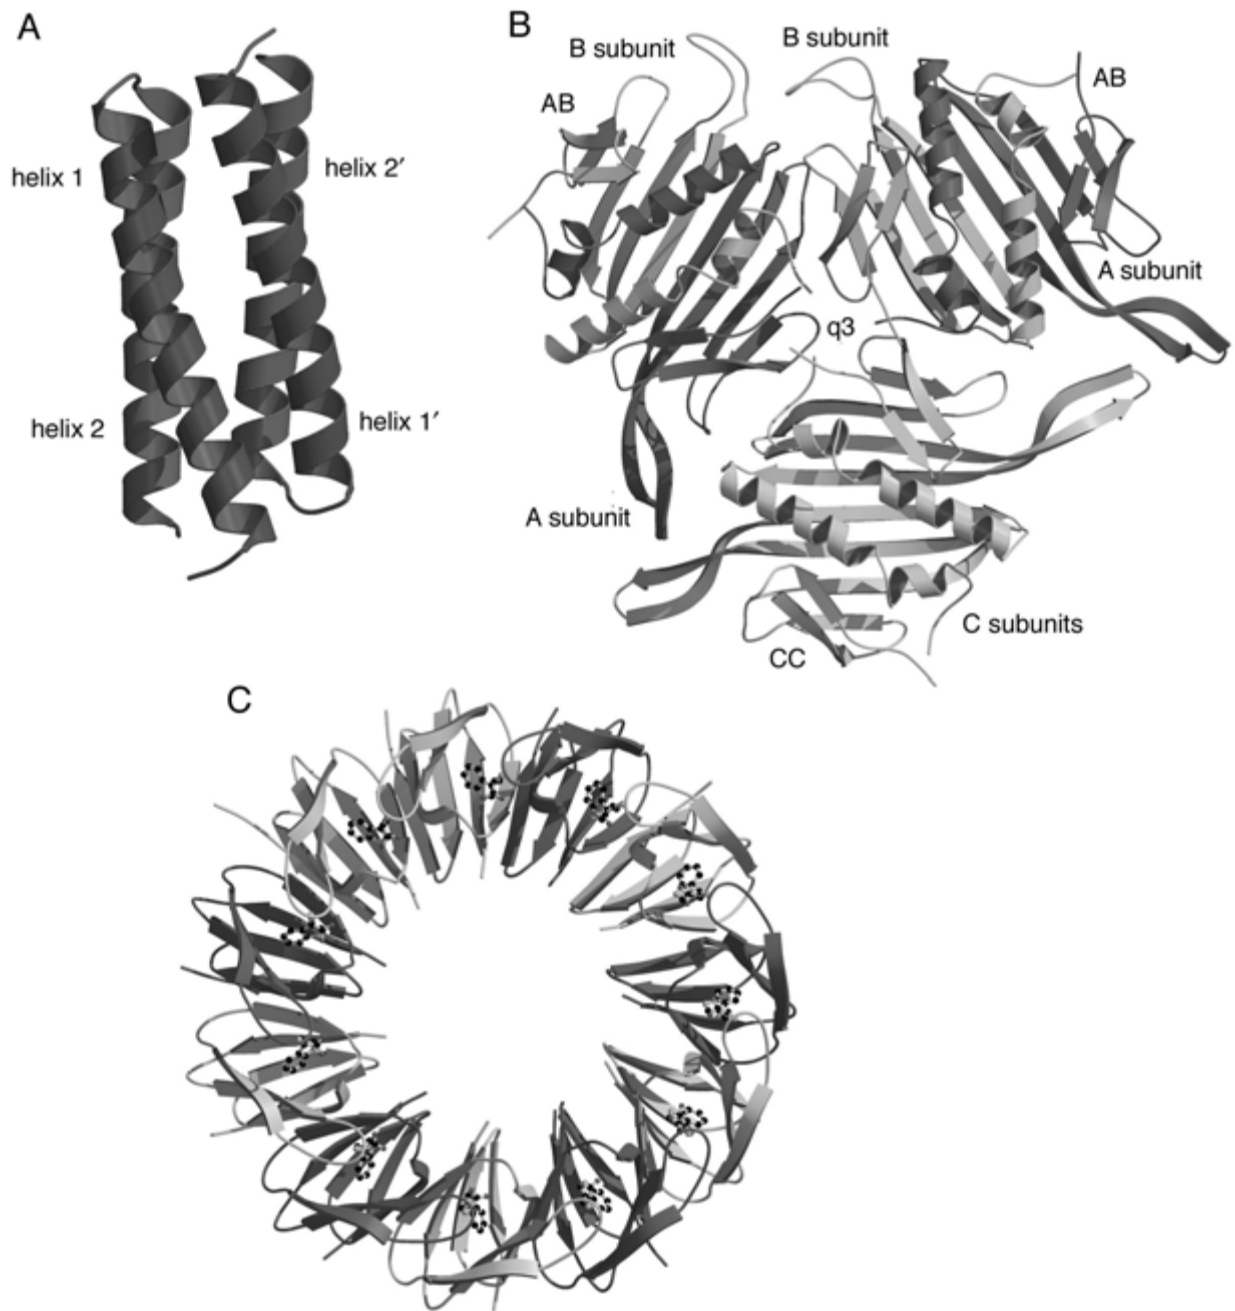 A
helix 1
helix 2′
helix 2
helix 1′
B
B subunit
B subunit
AB
AB
A subunit
q3
A subunit
C subunits
CC
C